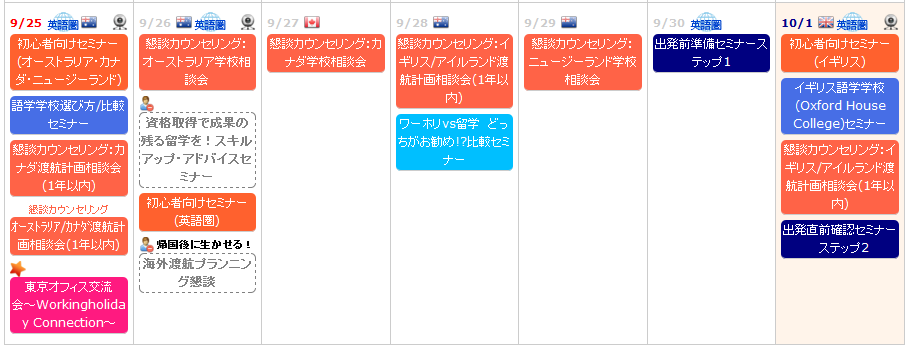 9/25 英語圏
初心者向けセミナー
(オーストラリア・カナ
ダ・ニュージーランド)
語学学校選び方/比較
セミナー
懇談カウンセリング:カ
ナダ渡航計画相談会
(1年以内)
懇談カウンセリング
オーストラリア/カナダ渡航計
画相談会(1年以内)
東京オフィス交流
会～Workingholida
y Connection～
9/26 英語圏
懇談カウンセリング:
オーストラリア学校相
談会
資格取得で成果の
残る留学を！スキル
アップ・アドバイスセ
ミナー
初心者向けセミナー
(英語圏)
帰国後に生かせる！
海外渡航プランニン
グ懇談
9/27
懇談カウンセリング:カ
ナダ学校相談会
9/28
懇談カウンセリング:イ
ギリス/アイルランド渡
航計画相談会(1年以
内)
ワーホリvs留学　どっ
ちがお勧め!?比較セミ
ナー
9/29
懇談カウンセリング:
ニュージーランド学校
相談会
9/30 英語圏
出発前準備セミナース
テップ1
10/1 英語圏
初心者向けセミナー
(イギリス)
イギリス語学学校
(Oxford House
College)セミナー
懇談カウンセリング:イ
ギリス/アイルランド渡
航計画相談会(1年以
内)
出発直前確認セミナー
ステップ2